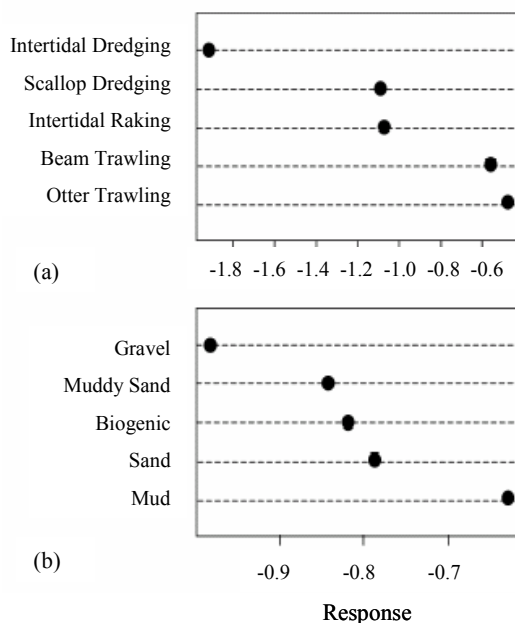 Intertidal Dredging
Scallop Dredging
Intertidal Raking
Beam Trawling
Otter Trawling
-1.8 -1.6 -1.4 -1.2 -1.0 -0.8 -0.6
(a)
Gravel
Muddy Sand
Biogenic
Sand
Mud
(b)
-0.9 -0.8 -0.7
Response